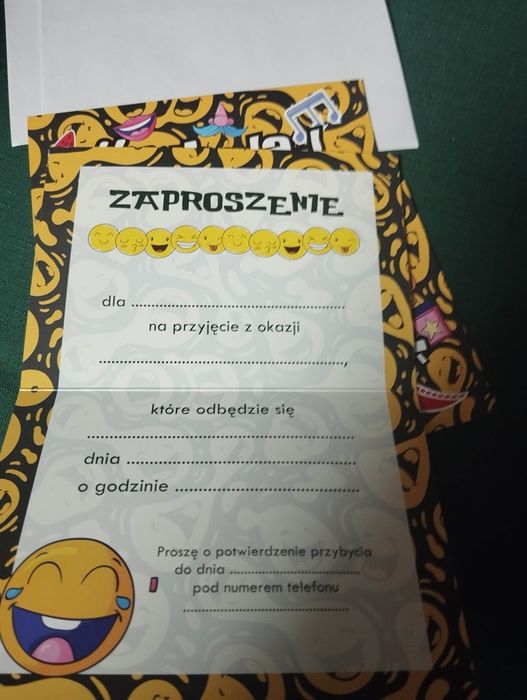 ZAPROSZENIE
dla ........................................
na przyjęcie z okazji
........................................,
które odbędzie się
........................................
dnia ........................................
o godzinie ........................................
Proszę o potwierdzenie przybycia
do dnia ..............................
pod numerem telefonu
........................................